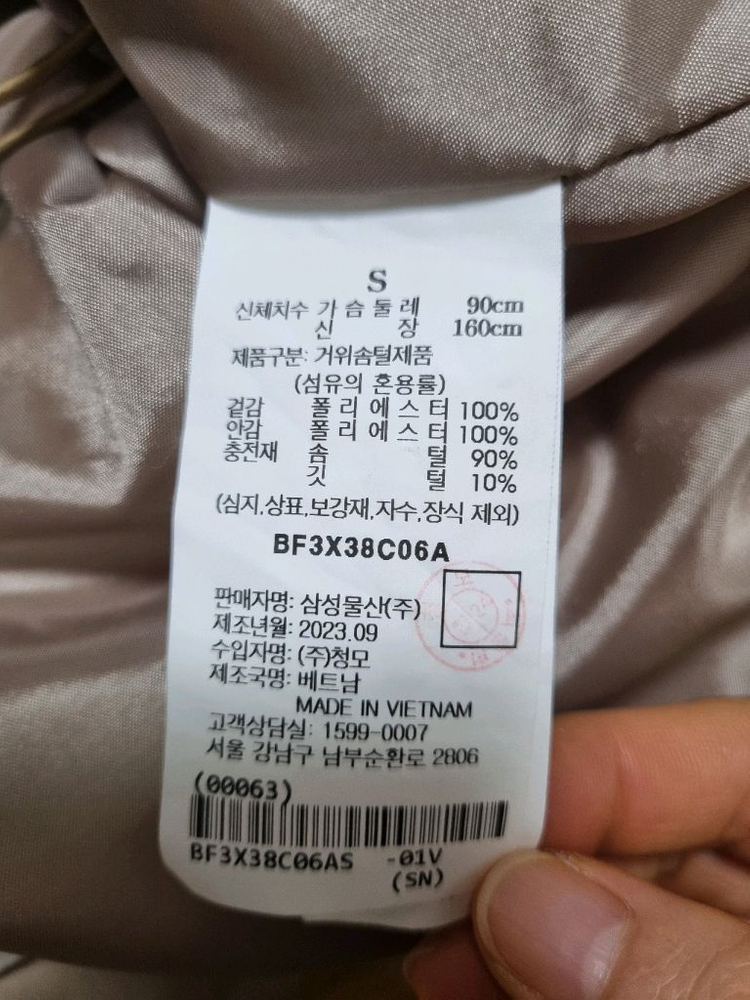 S
신체치수 가슴둘레 90cm
신장 160cm
제품구분: 거위솜털제품
(섬유의 혼용률)
겉감 폴리에스터 100%
안감 폴리에스터 100%
충전재 솜털 90%
깃털 10%
(심지,상표,보강재,자수,장식 제외)
BF3X38C06A
판매자명: 삼성물산(주)
제조년월: 2023.09
수입자명: (주)청모
제조국명: 베트남
MADE IN VIETNAM
고객상담실: 1599-0007
서울 강남구 남부순환로 2806
(00063)
BF3X38C06AS -01V
(SN)